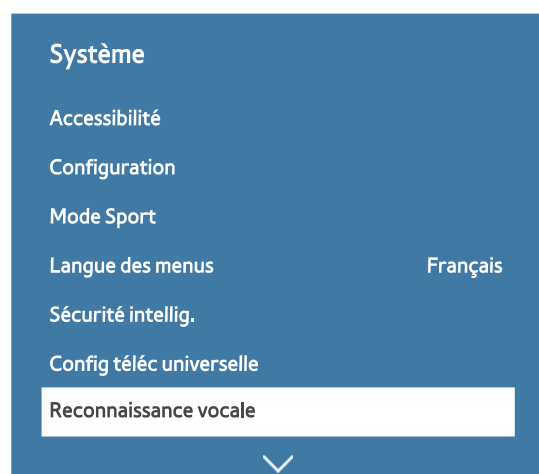 Système
Accessibilité
Configuration
Mode Sport
Langue des menus Français
Sécurité intellig.
Config téléc universelle
Reconnaissance vocale